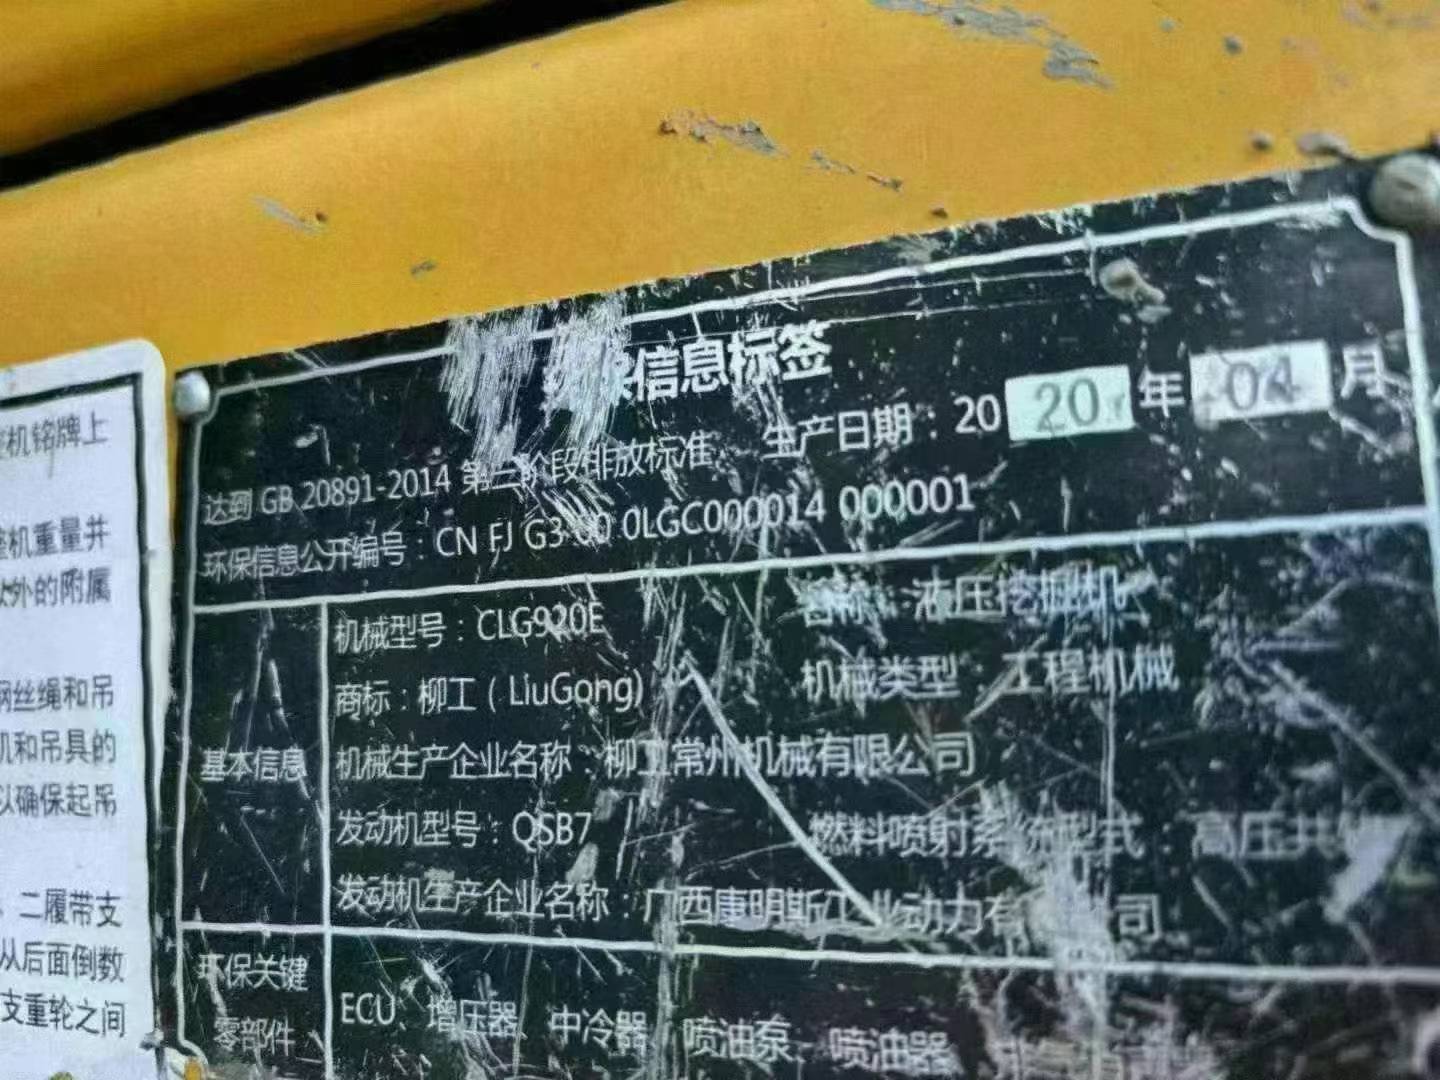 机铭牌上
整机重量并
次外的附属
钢丝绳和吊
机和吊具的
以确保起吊
、二履带支
从后面倒数
支重轮之间
保信息标签
达到 GB 20891-2014 第三阶段排放标准 生产日期：20 20 年 04 月
环保信息公开编号：CN FJ G3 00 0LGC000014 000001
基本信息
机械型号：CLG920E 名称：液压挖掘机
商标：柳工（LiuGong） 机械类型：工程机械
机械生产企业名称：柳工常州机械有限公司
发动机型号：QSB7 燃料喷射系统型式：高压共
发动机生产企业名称：广西康明斯工业动力有 司
环保关键
零部件
ECU、增压器、中冷器、喷油泵、喷油器、